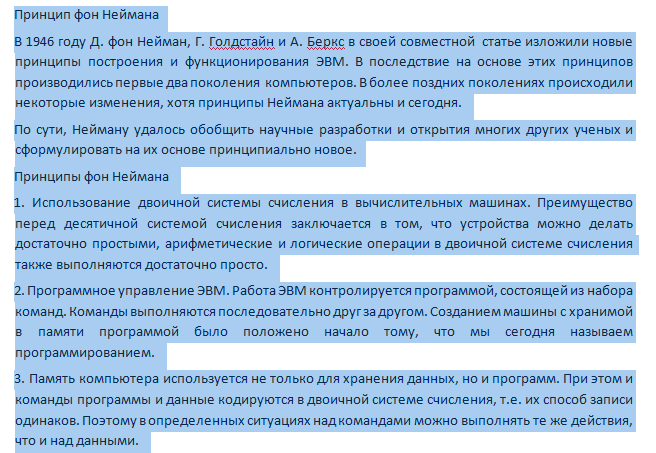 Принцип фон Неймана
В 1946 году Д. фон Нейман, Г. Голдстайн и А. Беркс в своей совместной статье изложили новые
принципы построения и функционирования ЭВМ. В последствие на основе этих принципов
производились первые два поколения компьютеров. В более поздних поколениях происходили
некоторые изменения, хотя принципы Неймана актуальны и сегодня.
По сути, Нейману удалось обобщить научные разработки и открытия многих других ученых и
сформулировать на их основе принципиально новое.
Принципы фон Неймана
1. Использование двоичной системы счисления в вычислительных машинах. Преимущество
перед десятичной системой счисления заключается в том, что устройства можно делать
достаточно простыми, арифметические и логические операции в двоичной системе счисления
также выполняются достаточно просто.
2. Программное управление ЭВМ. Работа ЭВМ контролируется программой, состоящей из набора
команд. Команды выполняются последовательно друг за другом. Созданием машины с хранимой
в памяти программой было положено начало тому, что мы сегодня называем
программированием.
3. Память компьютера используется не только для хранения данных, но и программ. При этом и
команды программы и данные кодируются в двоичной системе счисления, т.е. их способ записи
одинаков. Поэтому в определенных ситуациях над командами можно выполнять те же действия,
что и над данными.